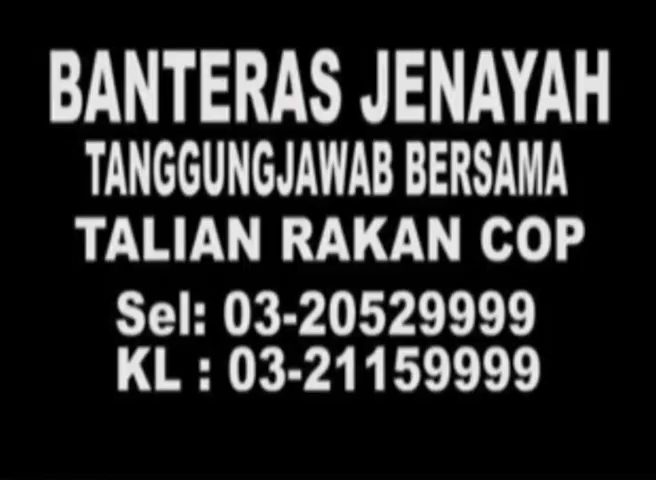 BANTERAS JENAYAH
TANGGUNGJAWAB BERSAMA
TALIAN RAKAN COP
Sel: 03-20529999
KL : 03-21159999